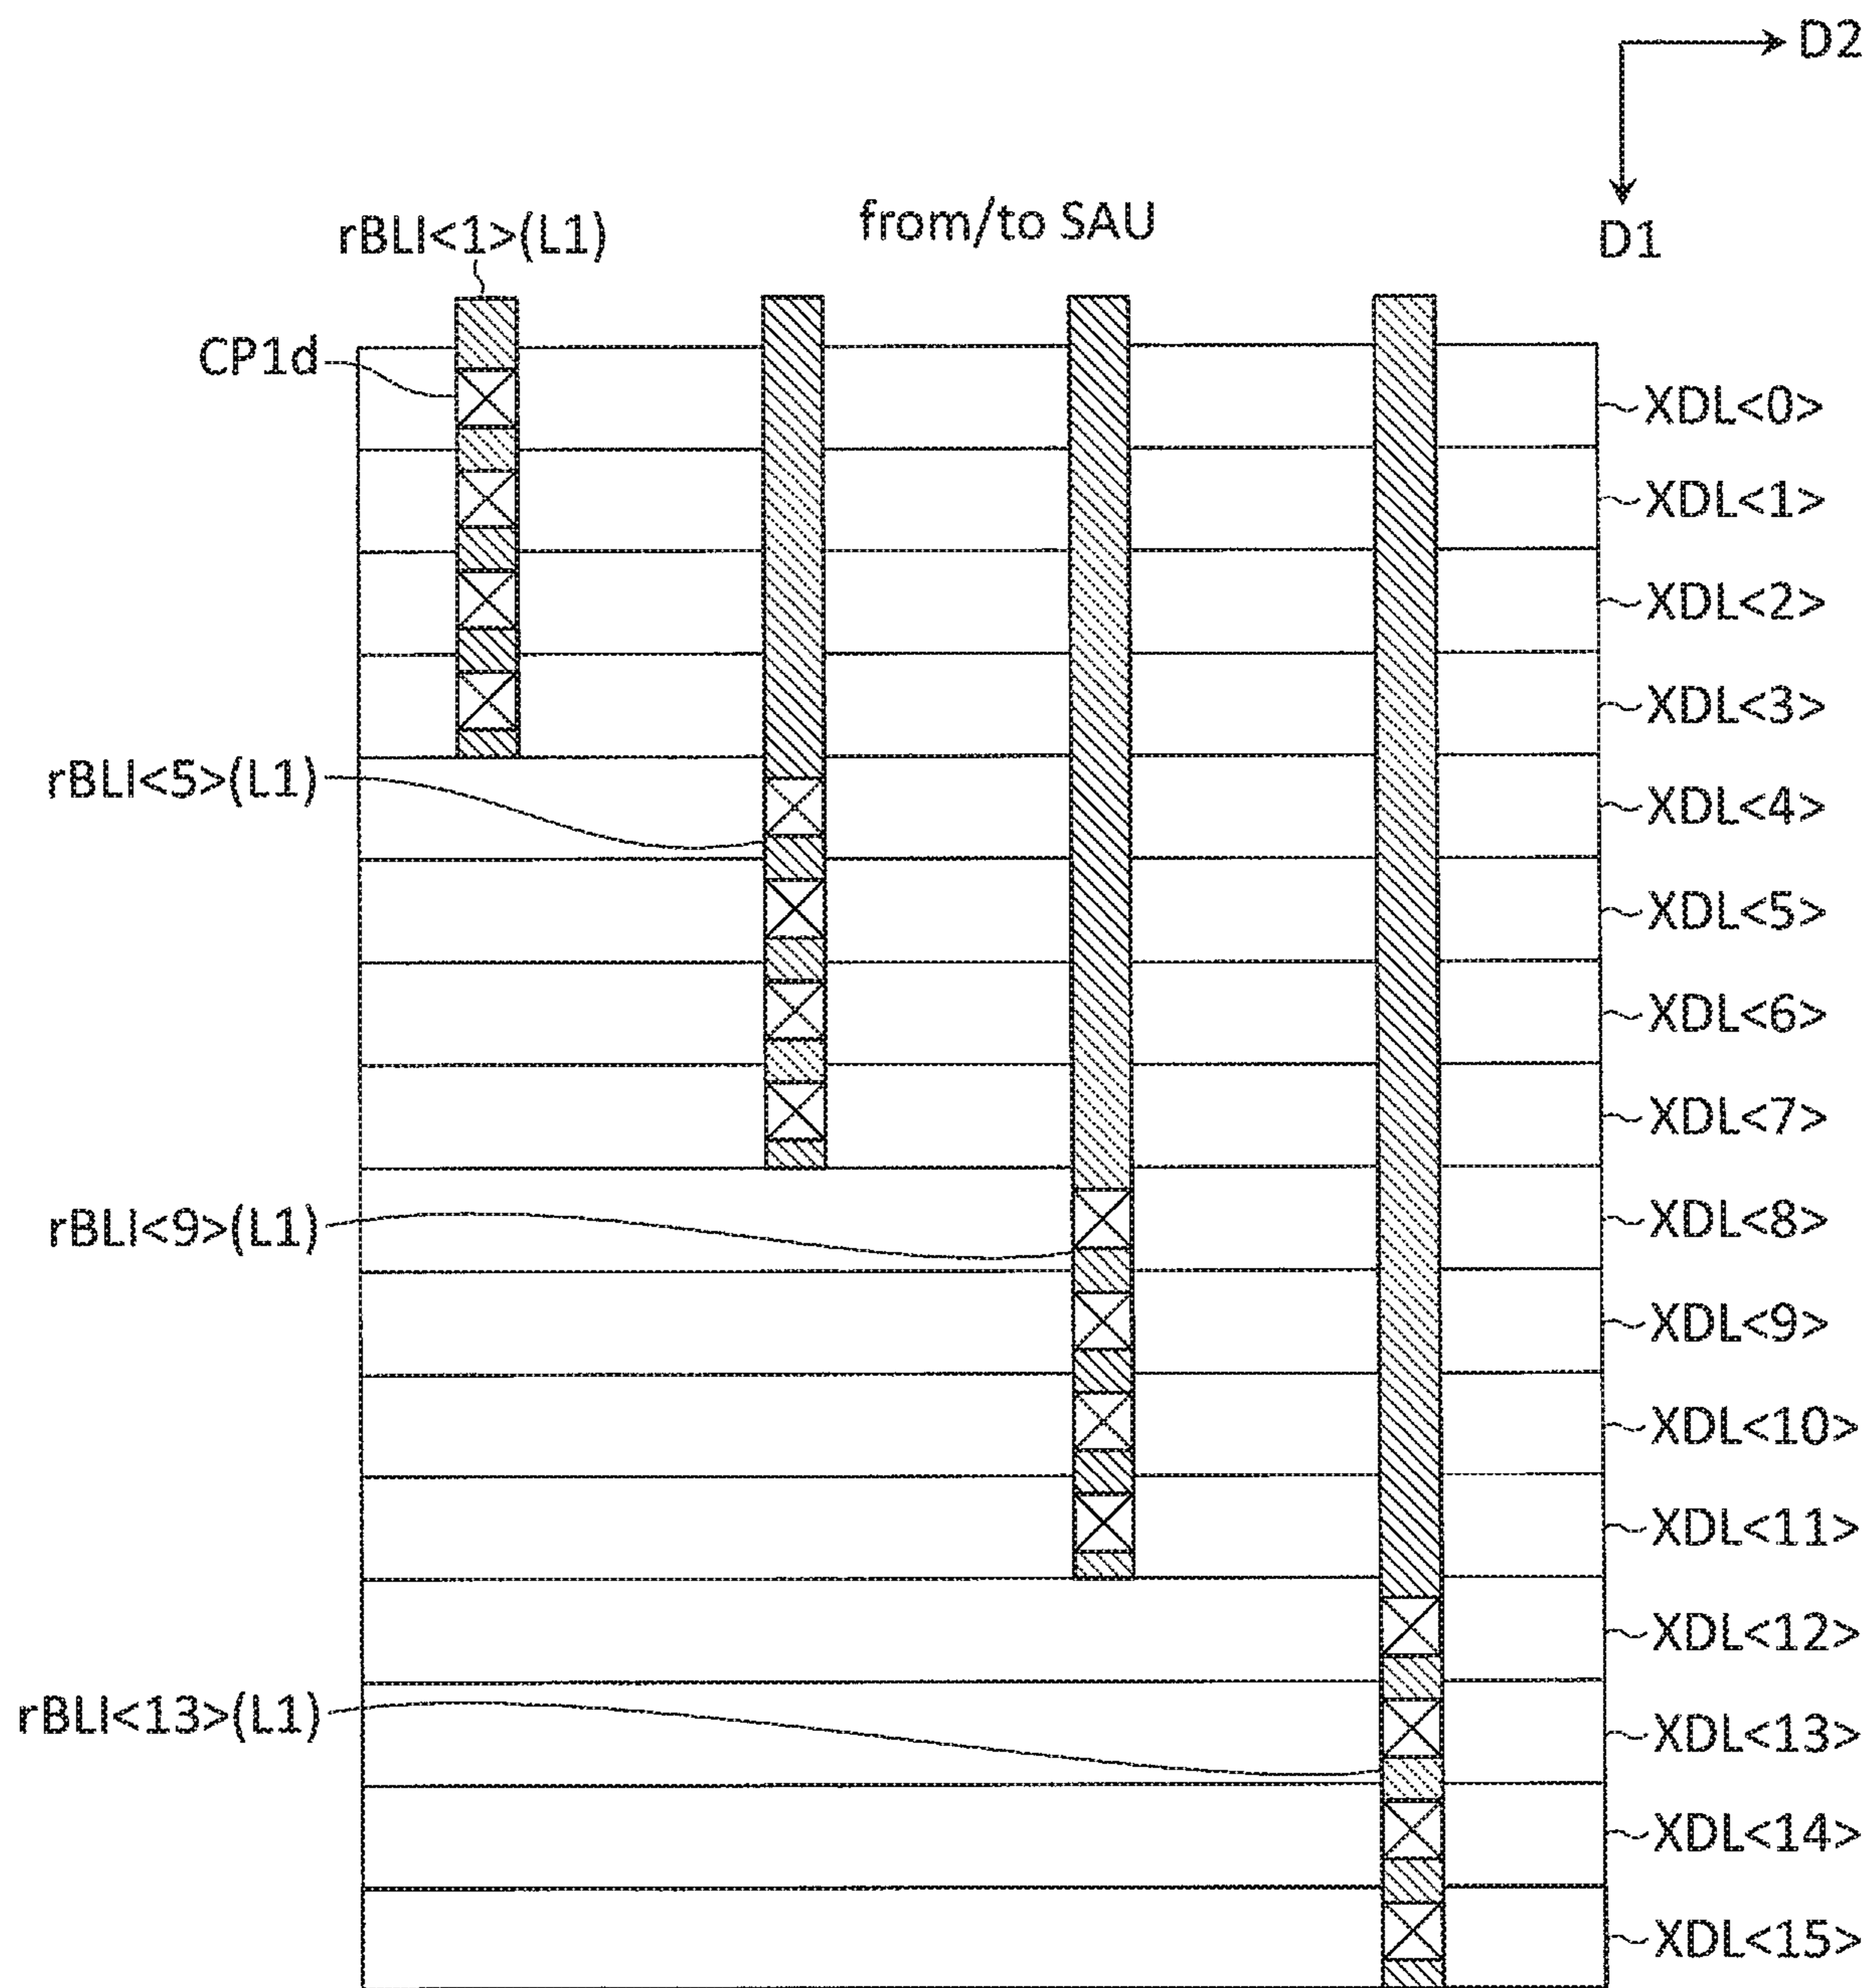 D2
D1
from/to SAU
rBLI<1>(L1)
CP1d
XDL<0>
XDL<1>
XDL<2>
XDL<3>
rBLI<5>(L1)
XDL<4>
XDL<5>
XDL<6>
XDL<7>
rBLI<9>(L1)
XDL<8>
XDL<9>
XDL<10>
XDL<11>
XDL<12>
rBLI<13>(L1)
XDL<13>
XDL<14>
XDL<15>